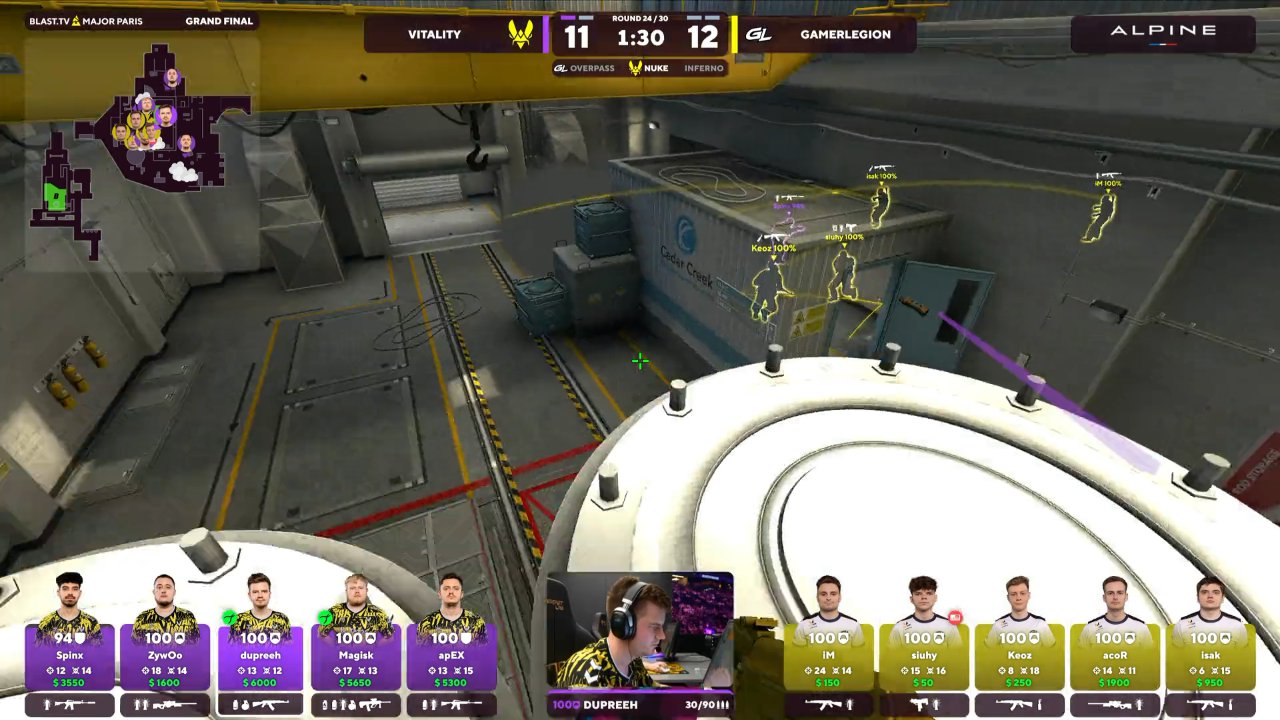 BLAST.TV MAJOR PARIS
GRAND FINAL
VITALITY
11
ROUND 24 / 30
1:30
12
GL
GAMERLEGION
ALPINE
GL OVERPASS
NUKE
INFERNO
isak 100%
iM 100%
Spinx 94%
Keoz 100%
siuhy 100%
Cedar Creek
94
Spinx
12 14
$3550
100
ZywOo
18 14
$1600
100
dupreeh
13 12
$6000
100
Magisk
17 13
$5650
100
apEX
13 15
$5300
100 DUPREEH
30/90
100
iM
24 14
$150
100
siuhy
15 16
$50
100
Keoz
8 18
$250
100
acoR
14 11
$1900
100
isak
6 15
$950